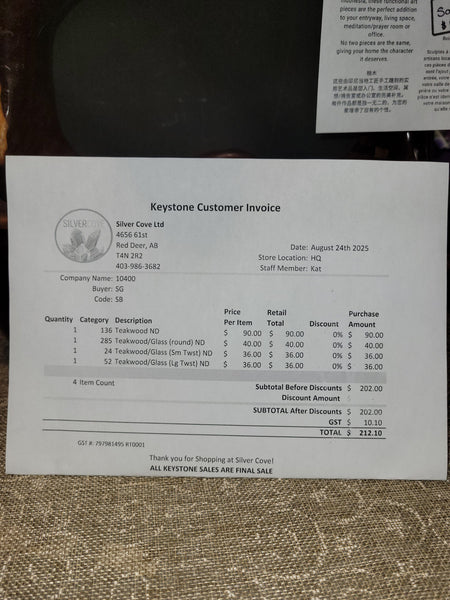 pieces are the perfect addition
to your entryway, living space,
meditation/prayer room or
office.
No two pieces are the same,
giving your home the character
it deserves.
柚木
Keystone Customer Invoice
SILVERCOVE
Silver Cove Ltd
4656 61st
Red Deer, AB
T4N 2R2
403-986-3682
Date: August 24th 2025
Store Location: HQ
Staff Member: Kat
Company Name: 10400
Buyer: SG
Code: SB
Quantity Category Description Price Per Item Retail Total Discount Purchase Amount
1 136 Teakwood ND $ 90.00 $ 90.00 0% $ 90.00
1 285 Teakwood/Glass (round) ND $ 40.00 $ 40.00 0% $ 40.00
1 24 Teakwood/Glass (Sm Twst) ND $ 36.00 $ 36.00 0% $ 36.00
1 52 Teakwood/Glass (Lg Twst) ND $ 36.00 $ 36.00 0% $ 36.00
4 Item Count
Subtotal Before Discounts $ 202.00
Discount Amount $ -
SUBTOTAL After Discounts $ 202.00
GST $ 10.10
TOTAL $ 212.10
GST #: 797981495 RT0001
Thank you for Shopping at Silver Cove!
ALL KEYSTONE SALES ARE FINAL SALE